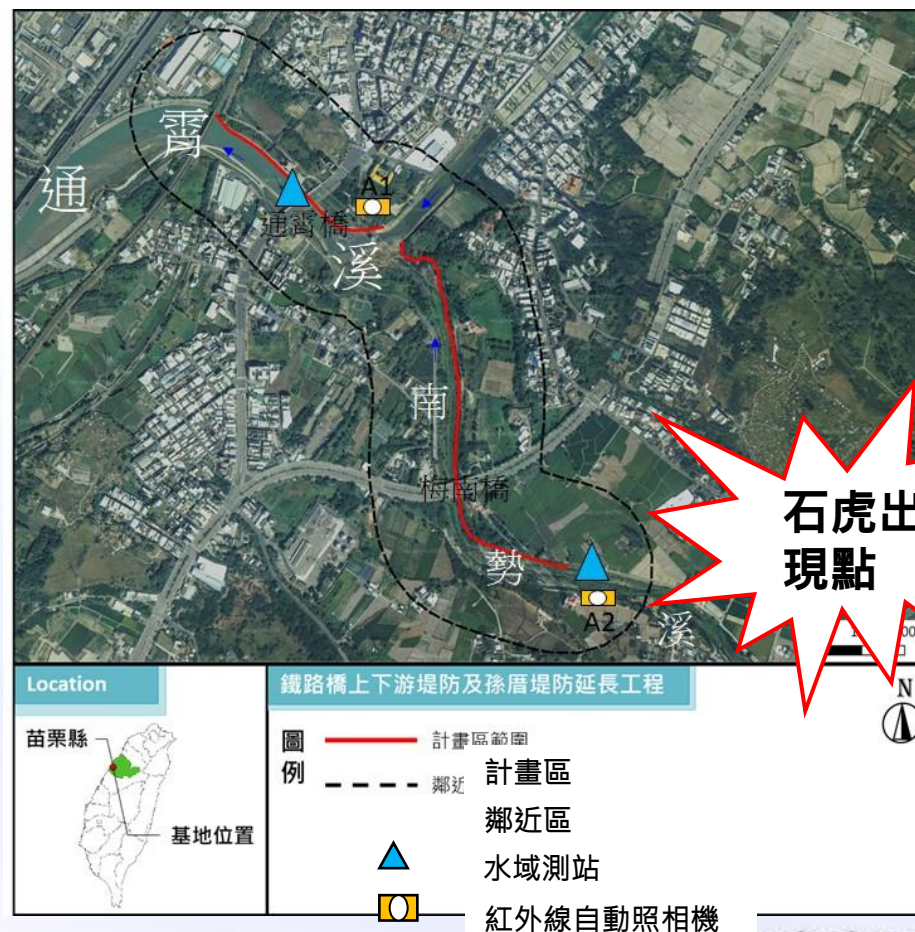 通
霄
溪
A1
通霄橋
南
梅南橋
勢
溪
A2
石虎出
現點
Location
苗栗縣
基地位置
鐵路橋上下游堤防及孫厝堤防延長工程
N
圖
例
計畫區範圍
鄰近
計畫區
鄰近區
水域測站
紅外線自動照相機